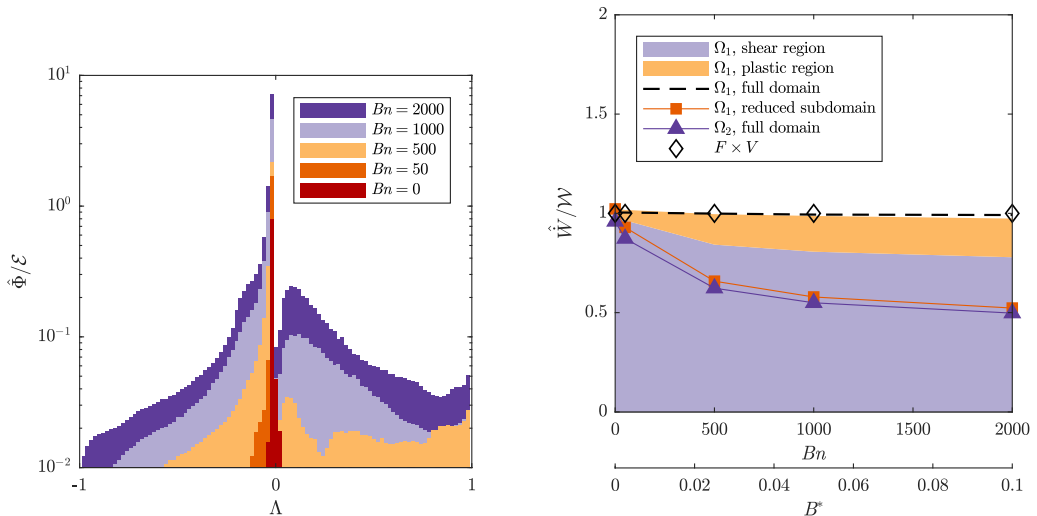 10^1
10^0
10^{-1}
10^{-2}
Φ̂/ℰ
-1
0
1
Λ
Bn = 2000
Bn = 1000
Bn = 500
Bn = 50
Bn = 0
2
1.5
1
0.5
0
Ŵ/𝒲
Ω₁, shear region
Ω₁, plastic region
Ω₁, full domain
Ω₁, reduced subdomain
Ω₂, full domain
F × V
0 500 1000 1500 2000
Bn
0 0.02 0.04 0.06 0.08 0.1
B*